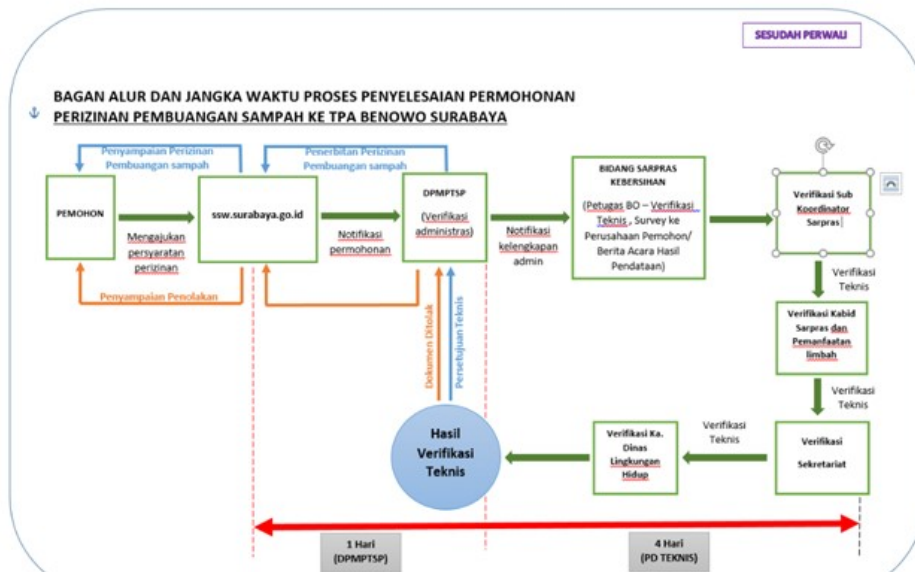 SESUDAH PERWALI
BAGAN ALUR DAN JANGKA WAKTU PROSES PENYELESAIAN PERMOHONAN
PERIZINAN PEMBUANGAN SAMPAH KE TPA BENOWO SURABAYA
Penyampaian Perizinan
Pembuangan sampah
Penerbitan Perizinan
Pembuangan sampah
PEMOHON
Mengajukan
persyaratan
perizinan
ssw.surabaya.go.id
Notifikasi
permohonan
DPMPTSP
(Verifikasi
administras)
Notifikasi
kelengkapan
admin
BIDANG SARPRAS
KEBERSIHAN
(Petugas BO – Verifikasi
Teknis , Survey ke
Perusahaan Pemohon/
Berita Acara Hasil
Pendataan)
Verifikasi Sub
Koordinator
Sarpras
Verifikasi
Teknis
Penyampaian Penolakan
Dokumen Ditolak
Persetujuan Teknis
Verifikasi Kabid
Sarpras dan
Pemanfaatan
limbah
Verifikasi
Teknis
Verifikasi
Sekretariat
Verifikasi
Teknis
Verifikasi Ka.
Dinas
Lingkungan
Hidup
Hasil
Verifikasi
Teknis
1 Hari
(DPMPTSP)
4 Hari
(PD TEKNIS)